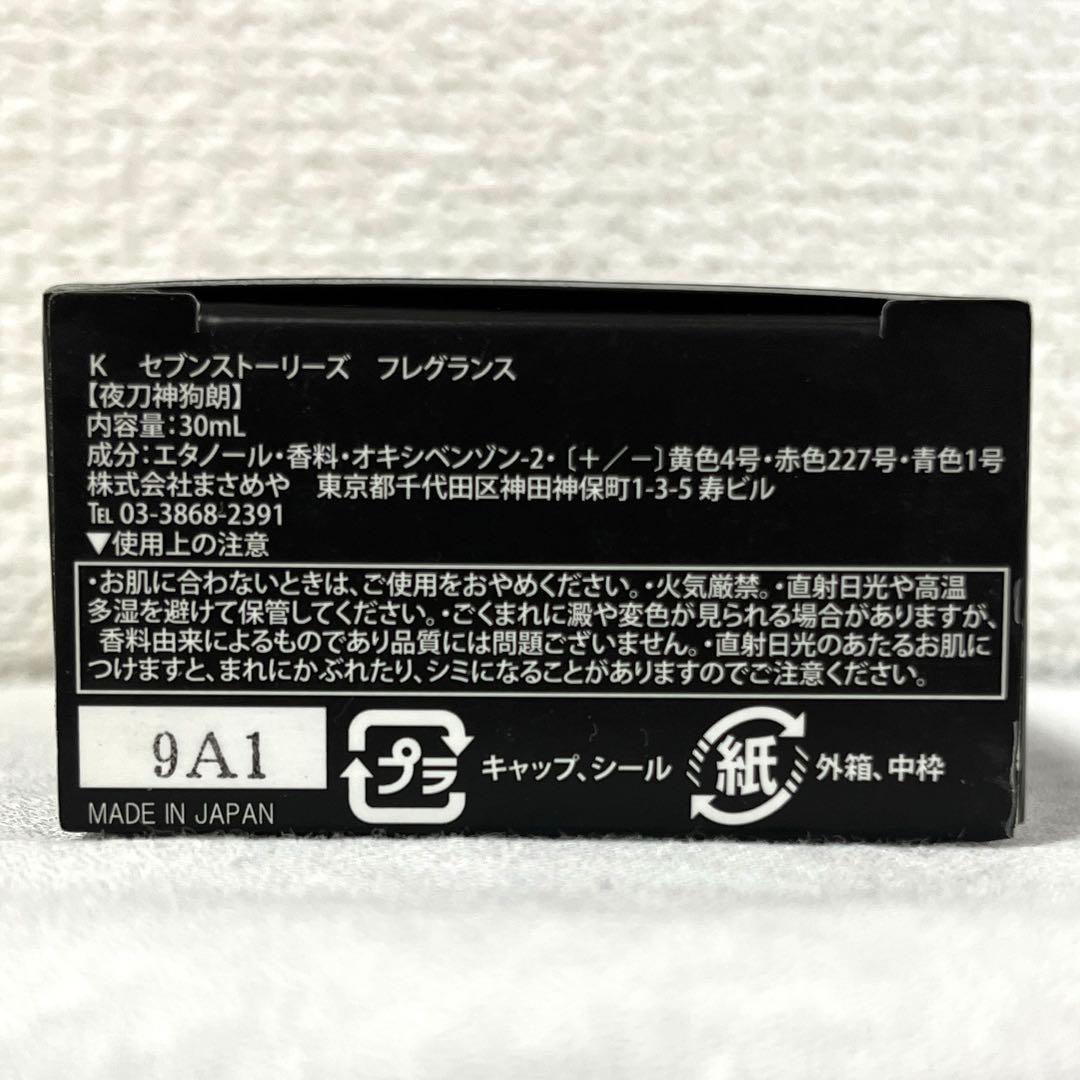 K　セブンストーリーズ　フレグランス
【夜刀神狗朗】
内容量：30mL
成分：エタノール・香料・オキシベンゾン-2・〔＋／－〕黄色4号・赤色227号・青色1号
株式会社まさめや　東京都千代田区神田神保町1-3-5 寿ビル
TEL 03-3868-2391
▼使用上の注意
・お肌に合わないときは、ご使用をおやめください。・火気厳禁。・直射日光や高温
多湿を避けて保管してください。・ごくまれに澱や変色が見られる場合がありますが、
香料由来によるものであり品質には問題ございません。・直射日光のあたるお肌に
つけますと、まれにかぶれたり、シミになることがありますのでご注意ください。
9A1
プラ キャップ、シール
紙 外箱、中枠
MADE IN JAPAN